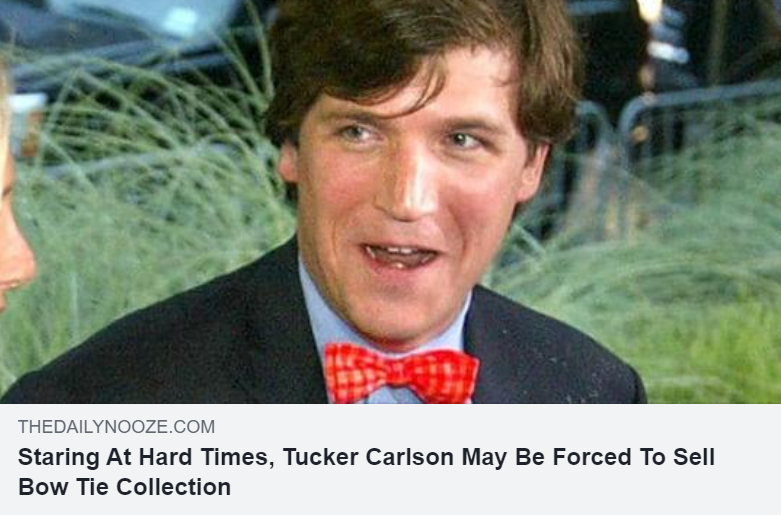 THEDAILYNOOZE.COM
Staring At Hard Times, Tucker Carlson May Be Forced To Sell
Bow Tie Collection